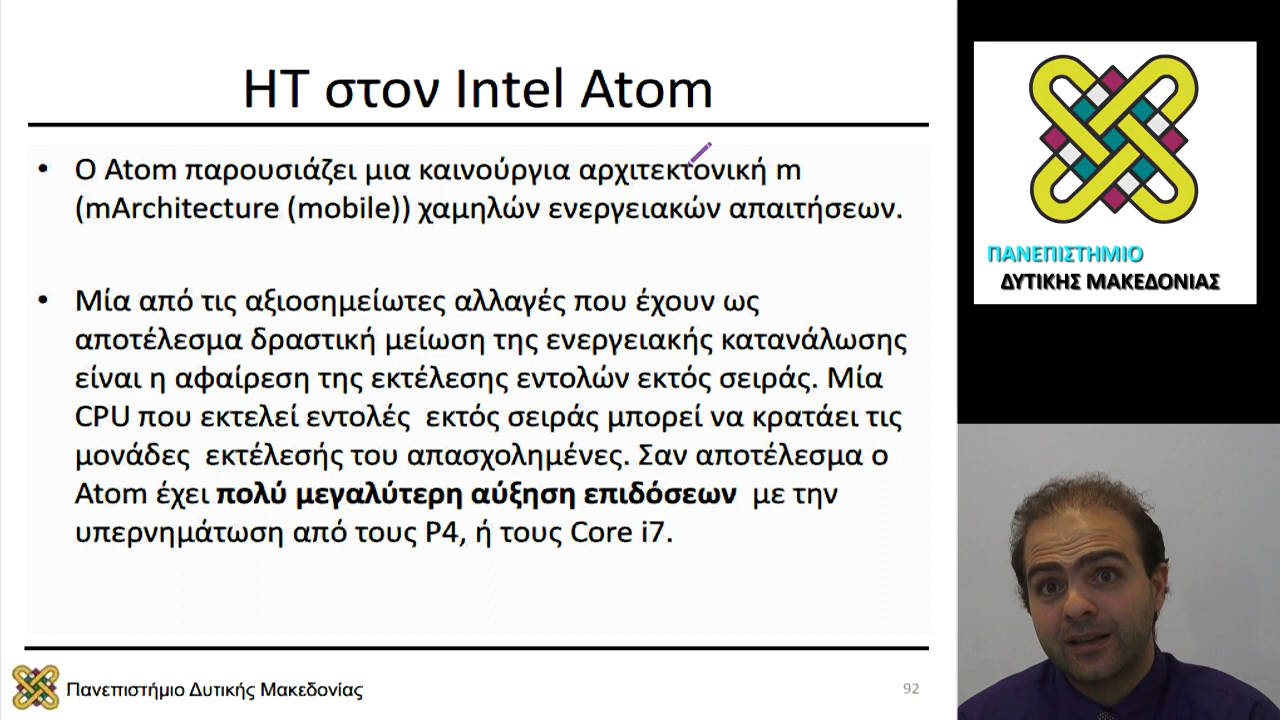 HT στον Intel Atom
• Ο Atom παρουσιάζει μια καινούργια αρχιτεκτονική m
(mArchitecture (mobile)) χαμηλών ενεργειακών απαιτήσεων.
• Μία από τις αξιοσημείωτες αλλαγές που έχουν ως
αποτέλεσμα δραστική μείωση της ενεργειακής κατανάλωσης
είναι η αφαίρεση της εκτέλεσης εντολών εκτός σειράς. Μία
CPU που εκτελεί εντολές εκτός σειράς μπορεί να κρατάει τις
μονάδες εκτέλεσής του απασχολημένες. Σαν αποτέλεσμα ο
Atom έχει πολύ μεγαλύτερη αύξηση επιδόσεων με την
υπερνημάτωση από τους P4, ή τους Core i7.
Πανεπιστήμιο Δυτικής Μακεδονίας
92
ΠΑΝΕΠΙΣΤΗΜΙΟ
ΔΥΤΙΚΗΣ ΜΑΚΕΔΟΝΙΑΣ